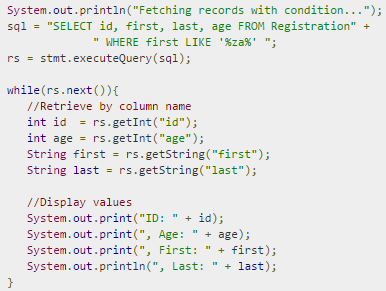 System.out.println("Fetching records with condition...");
sql = "SELECT id, first, last, age FROM Registration" +
" WHERE first LIKE '%za%' ";
rs = stmt.executeQuery(sql);
while(rs.next()){
//Retrieve by column name
int id  = rs.getInt("id");
int age = rs.getInt("age");
String first = rs.getString("first");
String last = rs.getString("last");
//Display values
System.out.print("ID: " + id);
System.out.print(", Age: " + age);
System.out.print(", First: " + first);
System.out.println(", Last: " + last);
}